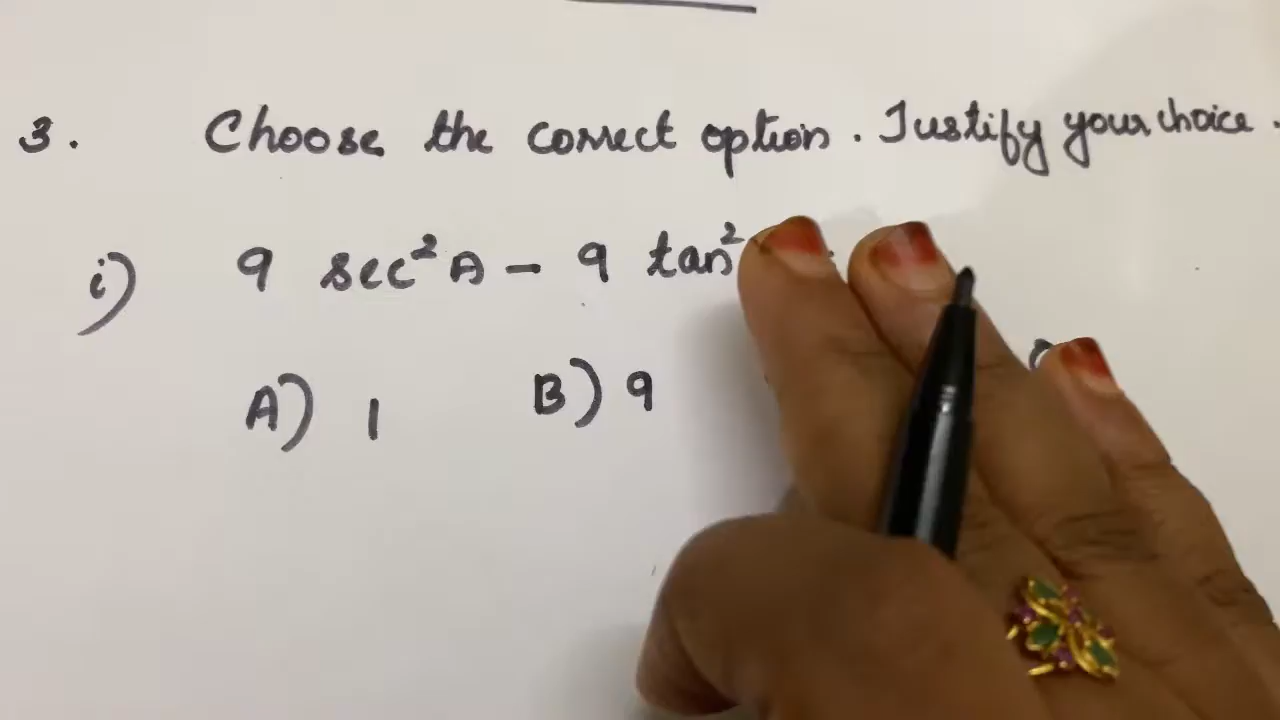 3. Choose the correct option. Justify your choice.
i) 9 sec²A - 9 tan²
A) 1 B) 9